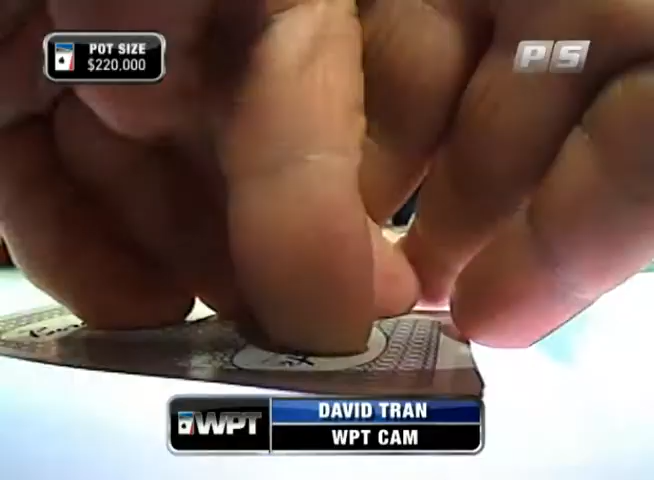 POT SIZE
$220,000
PS
WPT
DAVID TRAN
WPT CAM